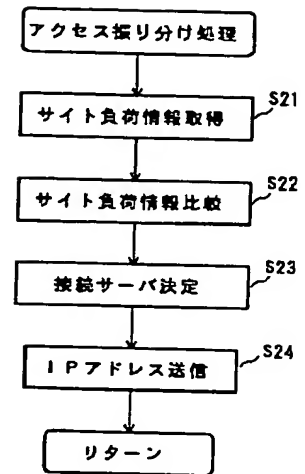 アクセス振り分け処理
サイト負荷情報取得
S21
サイト負荷情報比較
S22
接続サーバ決定
S23
IPアドレス送信
S24
リターン